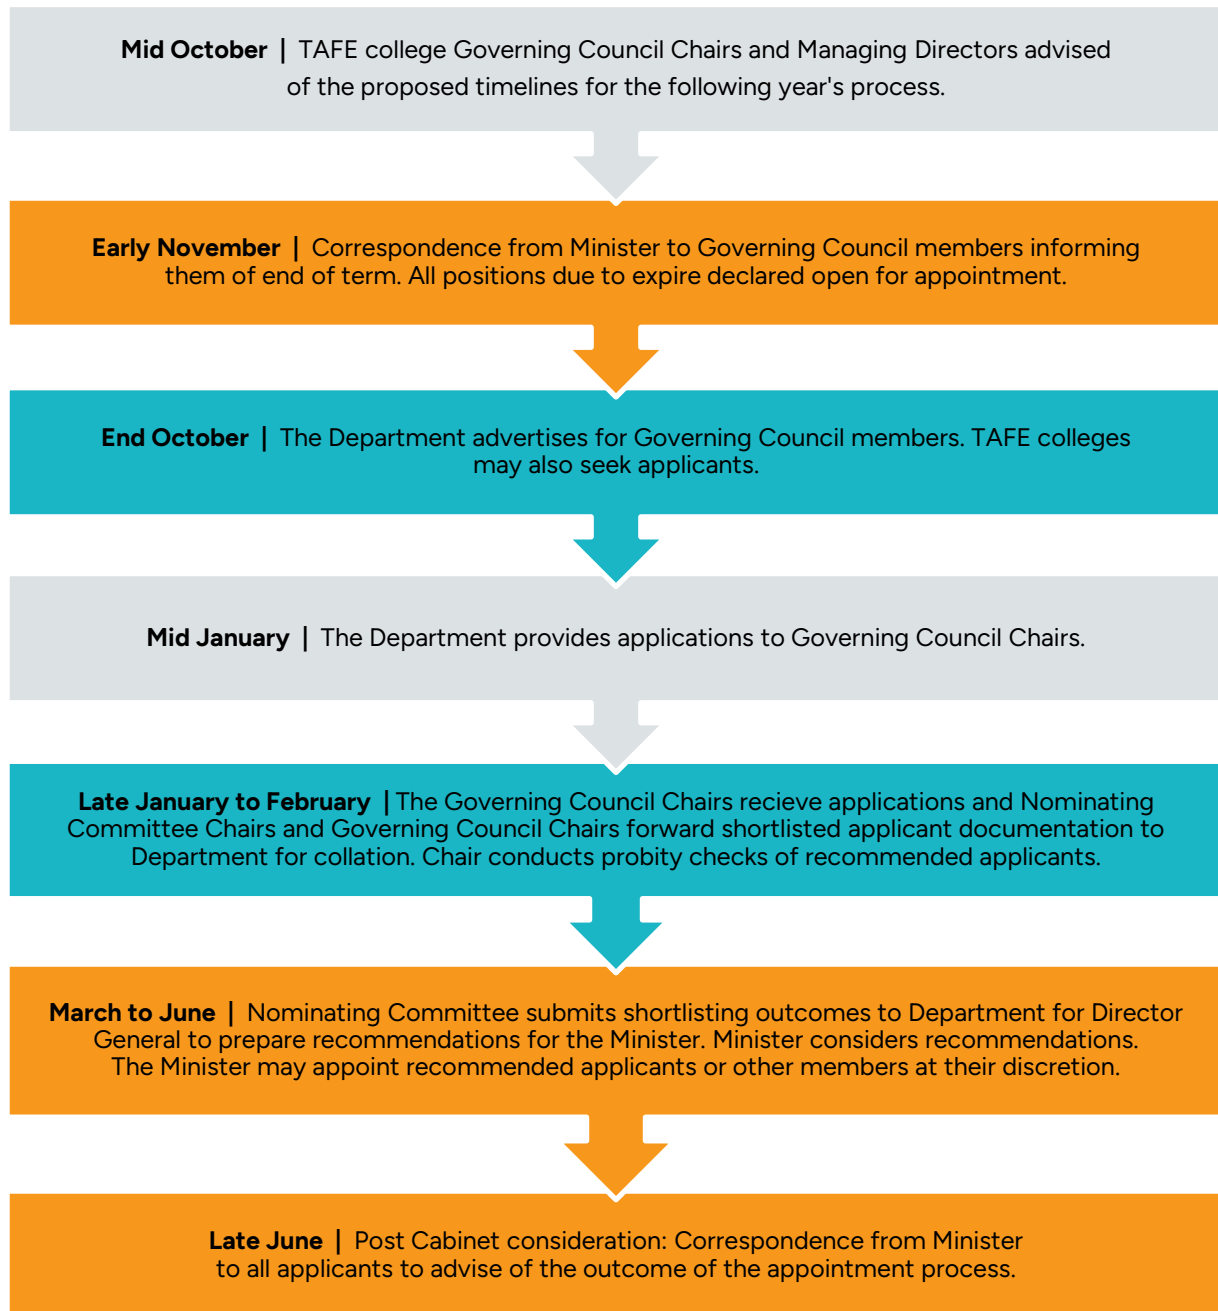 Mid October | TAFE college Governing Council Chairs and Managing Directors advised
of the proposed timelines for the following year's process.
Early November | Correspondence from Minister to Governing Council members informing
them of end of term. All positions due to expire declared open for appointment.
End October | The Department advertises for Governing Council members. TAFE colleges
may also seek applicants.
Mid January | The Department provides applications to Governing Council Chairs.
Late January to February | The Governing Council Chairs recieve applications and Nominating
Committee Chairs and Governing Council Chairs forward shortlisted applicant documentation to
Department for collation. Chair conducts probity checks of recommended applicants.
March to June | Nominating Committee submits shortlisting outcomes to Department for Director
General to prepare recommendations for the Minister. Minister considers recommendations.
The Minister may appoint recommended applicants or other members at their discretion.
Late June | Post Cabinet consideration: Correspondence from Minister
to all applicants to advise of the outcome of the appointment process.